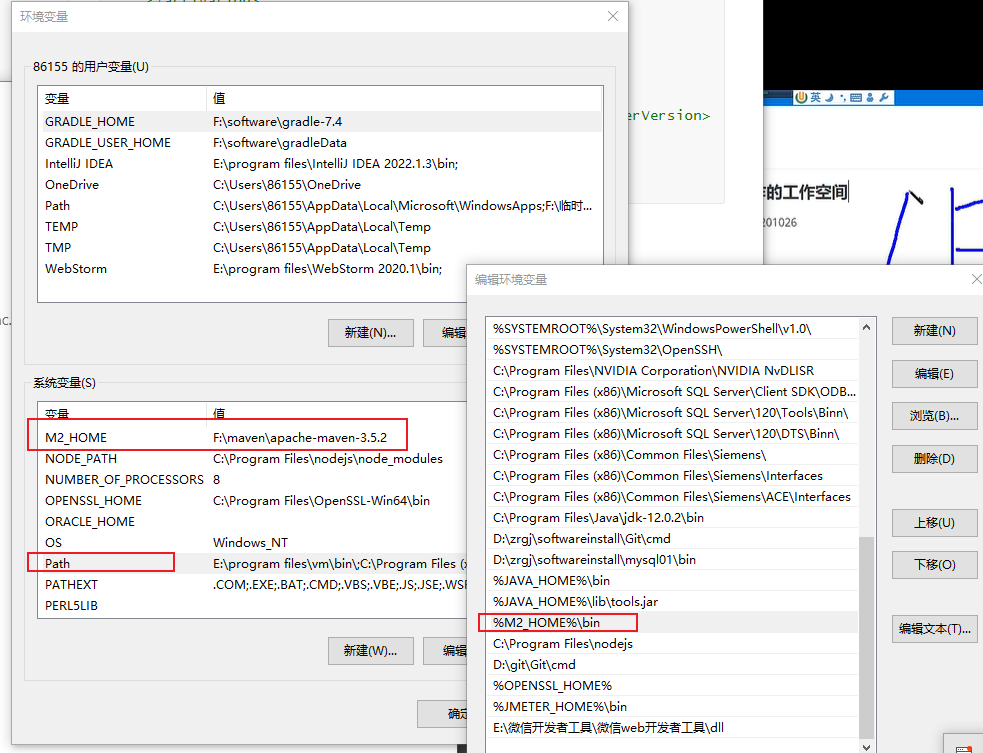 环境变量
86155 的用户变量(U)
变量 值
GRADLE_HOME F:\software\gradle-7.4
GRADLE_USER_HOME F:\software\gradleData
IntelliJ IDEA E:\program files\IntelliJ IDEA 2022.1.3\bin;
OneDrive C:\Users\86155\OneDrive
Path C:\Users\86155\AppData\Local\Microsoft\WindowsApps;F:\临时...
TEMP C:\Users\86155\AppData\Local\Temp
TMP C:\Users\86155\AppData\Local\Temp
WebStorm E:\program files\WebStorm 2020.1\bin;
新建(N)... 编辑
系统变量(S)
变量 值
M2_HOME F:\maven\apache-maven-3.5.2
NODE_PATH C:\Program Files\nodejs\node_modules
NUMBER_OF_PROCESSORS 8
OPENSSL_HOME C:\Program Files\OpenSSL-Win64\bin
ORACLE_HOME
OS Windows_NT
Path E:\program files\vm\bin\;C:\Program Files (x
PATHEXT .COM;.EXE;.BAT;.CMD;.VBS;.VBE;.JS;.JSE;.WSF
PERL5LIB
新建(W)... 编辑
确定
erVersion>
英
的工作空间
201026
编辑环境变量
%SYSTEMROOT%\System32\WindowsPowerShell\v1.0\
%SYSTEMROOT%\System32\OpenSSH\
C:\Program Files\NVIDIA Corporation\NVIDIA NvDLISR
C:\Program Files (x86)\Microsoft SQL Server\Client SDK\ODB...
C:\Program Files (x86)\Microsoft SQL Server\120\Tools\Binn\
C:\Program Files (x86)\Microsoft SQL Server\120\DTS\Binn\
C:\Program Files (x86)\Common Files\Siemens\
C:\Program Files (x86)\Common Files\Siemens\Interfaces
C:\Program Files (x86)\Common Files\Siemens\ACE\Interfaces
C:\Program Files\Java\jdk-12.0.2\bin
D:\zrgj\softwareinstall\Git\cmd
D:\zrgj\softwareinstall\mysql01\bin
%JAVA_HOME%\bin
%JAVA_HOME%\lib\tools.jar
%M2_HOME%\bin
C:\Program Files\nodejs
D:\git\Git\cmd
%OPENSSL_HOME%
%JMETER_HOME%\bin
E:\微信开发者工具\微信web开发者工具\dll
新建(N)
编辑(E)
浏览(B)...
删除(D)
上移(U)
下移(O)
编辑文本(T)...